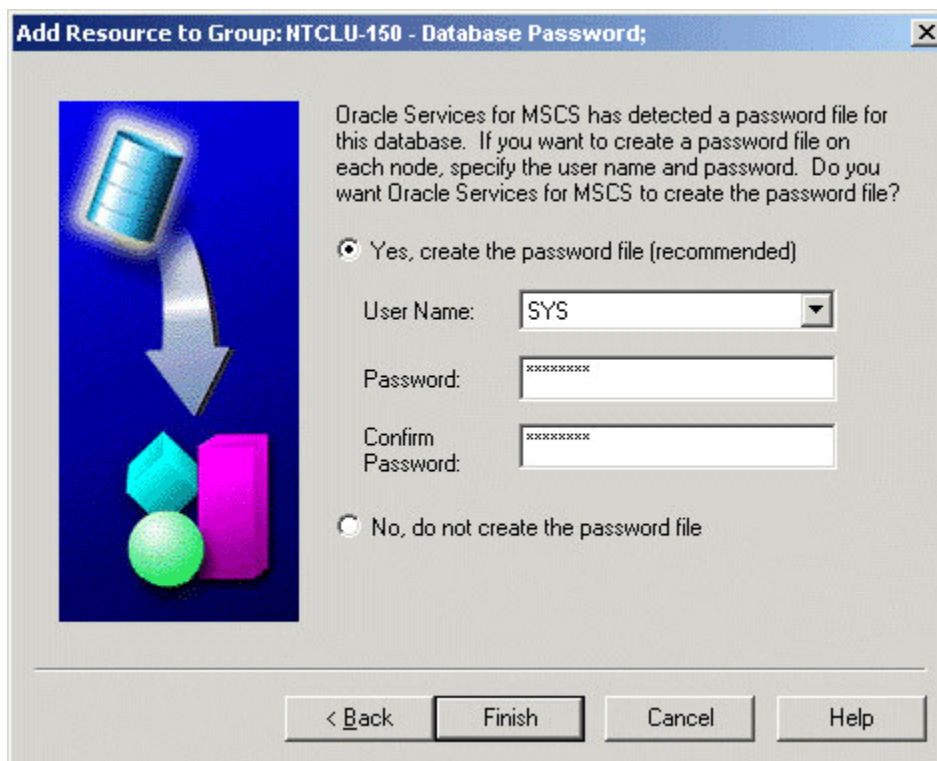 Add Resource to Group: NTCLU-150 - Database Password;
Oracle Services for MSCS has detected a password file for
this database. If you want to create a password file on
each node, specify the user name and password. Do you
want Oracle Services for MSCS to create the password file?
Yes, create the password file (recommended)
User Name: SYS
Password: ********
Confirm
Password: ********
No, do not create the password file
< Back Finish Cancel Help